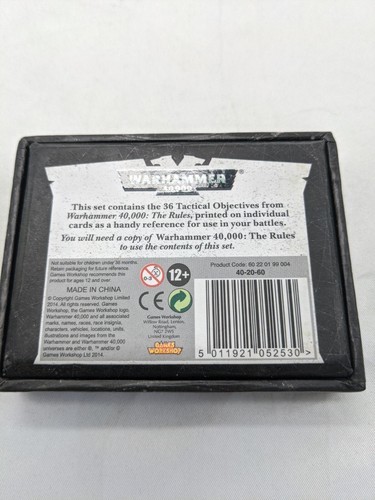 WARHAMMER
40,000
This set contains the 36 Tactical Objectives from
Warhammer 40,000: The Rules, printed on individual
cards as a handy reference for use in your battles.
You will need a copy of Warhammer 40,000: The Rules
to use the contents of this set.
Not suitable for children under 36 months.
Retain packaging for future reference.
Games Workshop recommends this
product for ages 12 and over
MADE IN CHINA
© Copyright Games Workshop Limited
2014. All rights reserved. Games
Workshop, the Games Workshop logo,
Warhammer 40,000 and all associated
marks, names, races, race insignia,
characters, vehicles, locations, units,
illustrations and images from the
Warhammer and Warhammer 40,000
universes are either ®, ™ and/or ©
Games Workshop Ltd 2014.
0-3
12+
CE
Games Workshop
Willow Road, Lenton,
Nottingham,
NG7 2WS
GAMES
WORKSHOP
Product Code: 60 22 01 99 004
40-20-60
5 011921 052530 >